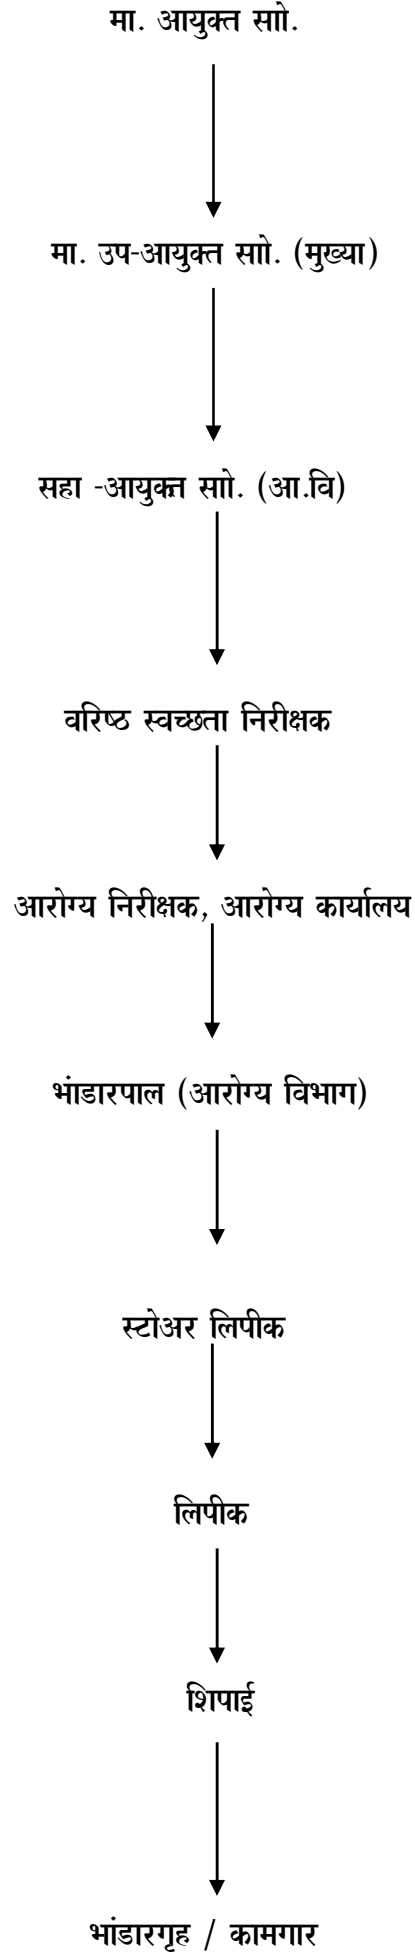 मा. आयुक्त साो.
मा. उप-आयुक्त साो. (मुख्या)
सहा -आयुक्त साो. (आ.वि)
वरिष्ठ स्वच्छता निरीक्षक
आरोग्य निरीक्षक, आरोग्य कार्यालय
भांडारपाल (आरोग्य विभाग)
स्टोअर लिपीक
लिपीक
शिपाई
भांडारगृह / कामगार